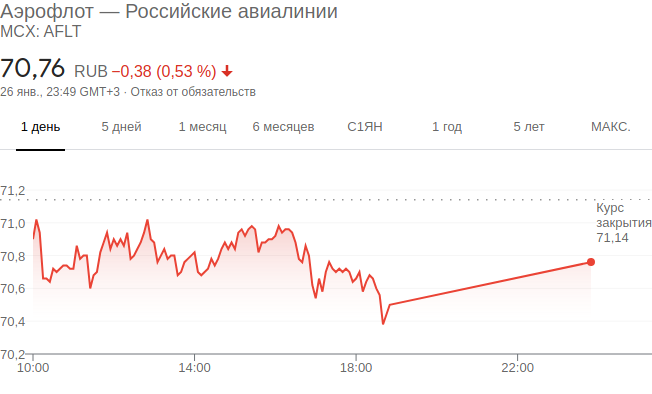 Аэрофлот — Российские авиалинии
MCX: AFLT
70,76 RUB −0,38 (0,53 %)
26 янв., 23:49 GMT+3 · Отказ от обязательств
1 день 5 дней 1 месяц 6 месяцев С1ЯН 1 год 5 лет МАКС.
71,2
Курс
закрытия
71,14
71,0
70,8
70,6
70,4
70,2
10:00 14:00 18:00 22:00